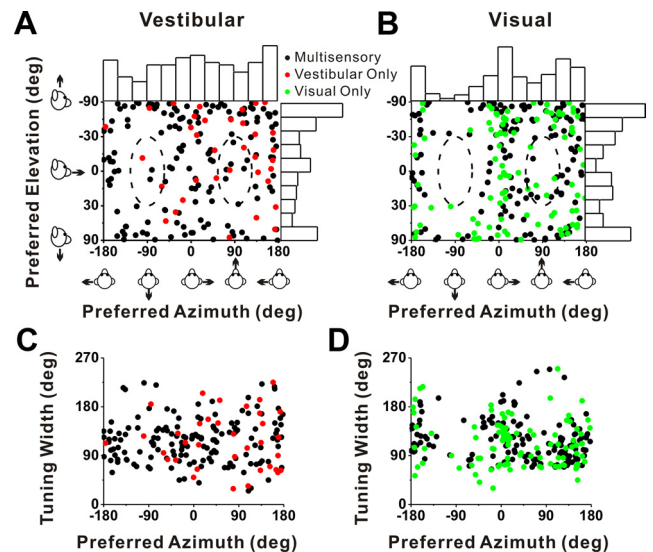 A Vestibular
B Visual
Multisensory
Vestibular Only
Visual Only
Preferred Elevation (deg)
-90
-30
0
30
90
-90
-30
0
30
90
-180 -90 0 90 180
-180 -90 0 90 180
Preferred Azimuth (deg)
Preferred Azimuth (deg)
C
D
Tuning Width (deg)
270
180
90
0
Tuning Width (deg)
270
180
90
0
-180 -90 0 90 180
-180 -90 0 90 180
Preferred Azimuth (deg)
Preferred Azimuth (deg)